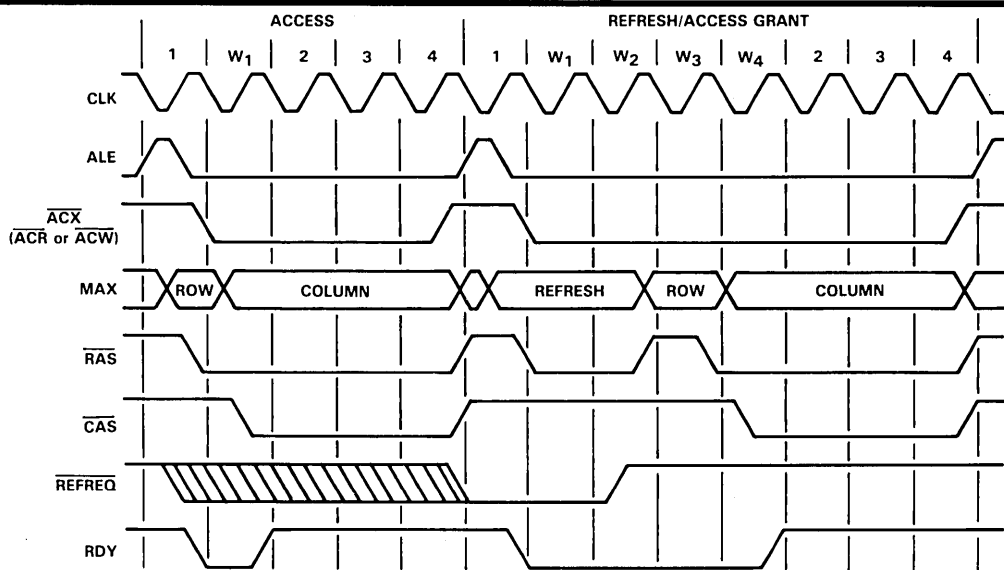 ACCESS REFRESH/ACCESS GRANT
1 W1 2 3 4 1 W1 W2 W3 W4 2 3 4
CLK
ALE
ACX
(ACR or ACW)
MAX ROW COLUMN REFRESH ROW COLUMN
RAS
CAS
REFREQ
RDY